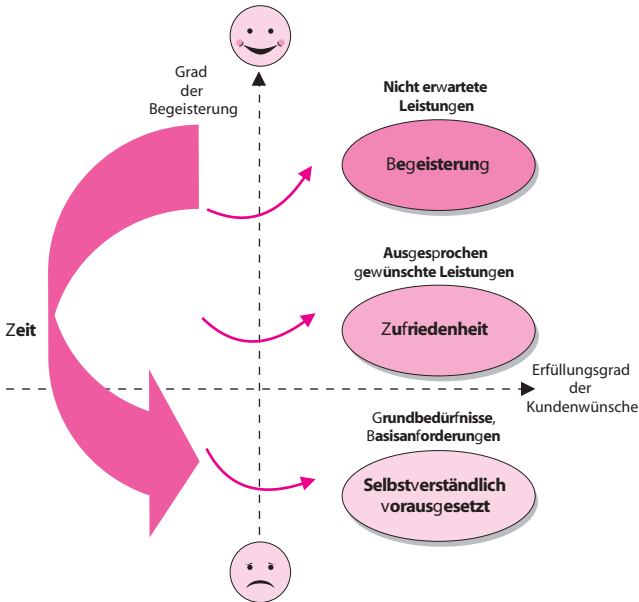 Grad
der
Begeisterung
Nicht erwartete
Leistungen
Begeisterung
Ausgesprochen
gewünschte Leistungen
Zufriedenheit
Zeit
Erfüllungsgrad
der
Kundenwünsche
Grundbedürfnisse,
Basisanforderungen
Selbstverständlich
vorausgesetzt